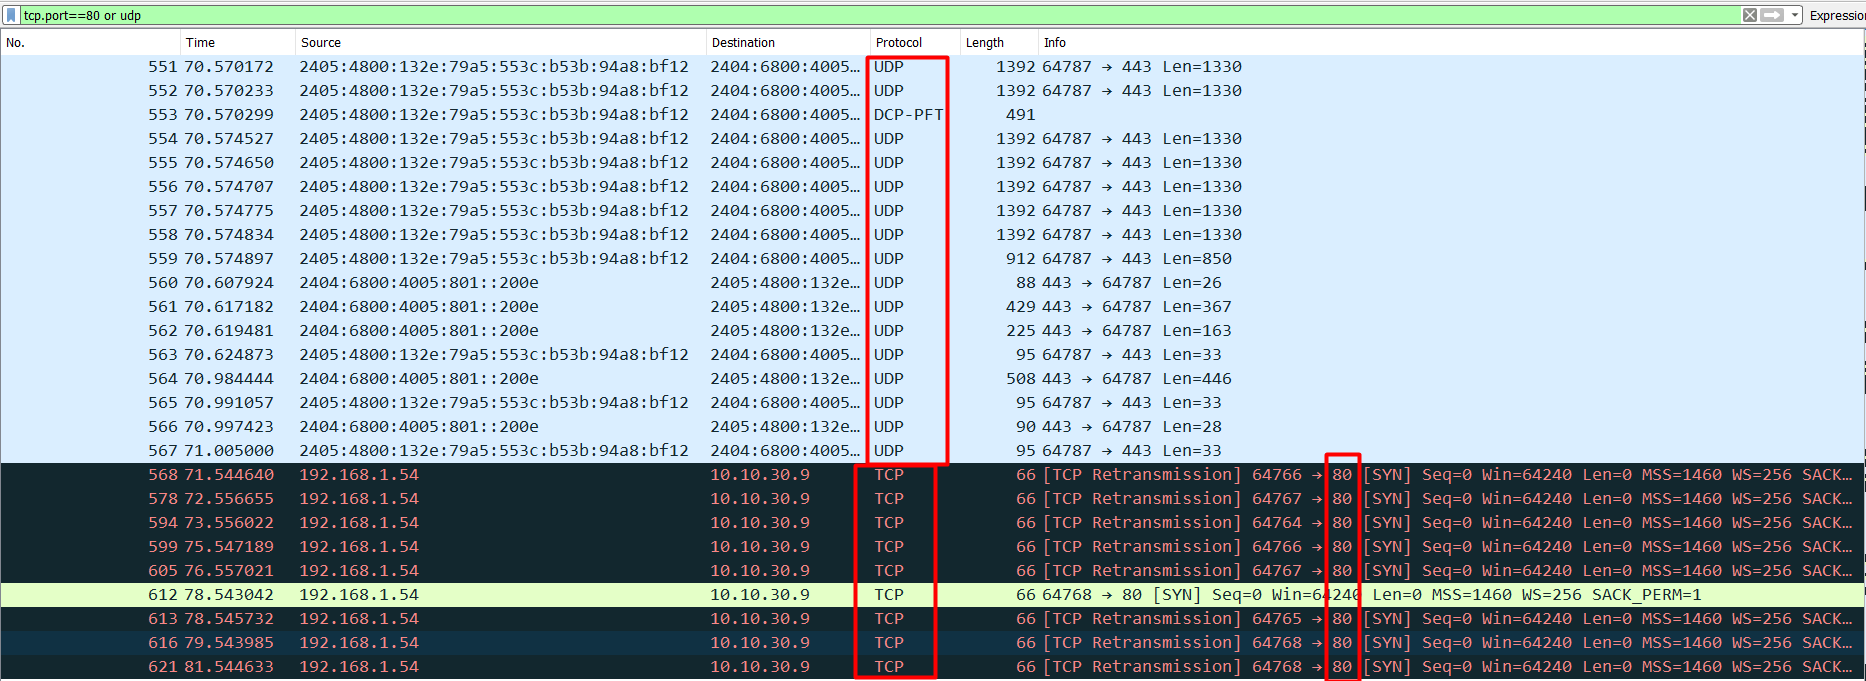 tcp.port==80 or udp Expression
No. Time Source Destination Protocol Length Info
551 70.570172 2405:4800:132e:79a5:553c:b53b:94a8:bf12 2404:6800:4005… UDP 1392 64787 → 443 Len=1330
552 70.570233 2405:4800:132e:79a5:553c:b53b:94a8:bf12 2404:6800:4005… UDP 1392 64787 → 443 Len=1330
553 70.570299 2405:4800:132e:79a5:553c:b53b:94a8:bf12 2404:6800:4005… DCP-PFT 491
554 70.574527 2405:4800:132e:79a5:553c:b53b:94a8:bf12 2404:6800:4005… UDP 1392 64787 → 443 Len=1330
555 70.574650 2405:4800:132e:79a5:553c:b53b:94a8:bf12 2404:6800:4005… UDP 1392 64787 → 443 Len=1330
556 70.574707 2405:4800:132e:79a5:553c:b53b:94a8:bf12 2404:6800:4005… UDP 1392 64787 → 443 Len=1330
557 70.574775 2405:4800:132e:79a5:553c:b53b:94a8:bf12 2404:6800:4005… UDP 1392 64787 → 443 Len=1330
558 70.574834 2405:4800:132e:79a5:553c:b53b:94a8:bf12 2404:6800:4005… UDP 1392 64787 → 443 Len=1330
559 70.574897 2405:4800:132e:79a5:553c:b53b:94a8:bf12 2404:6800:4005… UDP 912 64787 → 443 Len=850
560 70.607924 2404:6800:4005:801::200e 2405:4800:132e… UDP 88 443 → 64787 Len=26
561 70.617182 2404:6800:4005:801::200e 2405:4800:132e… UDP 429 443 → 64787 Len=367
562 70.619481 2404:6800:4005:801::200e 2405:4800:132e… UDP 225 443 → 64787 Len=163
563 70.624873 2405:4800:132e:79a5:553c:b53b:94a8:bf12 2404:6800:4005… UDP 95 64787 → 443 Len=33
564 70.984444 2404:6800:4005:801::200e 2405:4800:132e… UDP 508 443 → 64787 Len=446
565 70.991057 2405:4800:132e:79a5:553c:b53b:94a8:bf12 2404:6800:4005… UDP 95 64787 → 443 Len=33
566 70.997423 2404:6800:4005:801::200e 2405:4800:132e… UDP 90 443 → 64787 Len=28
567 71.005000 2405:4800:132e:79a5:553c:b53b:94a8:bf12 2404:6800:4005… UDP 95 64787 → 443 Len=33
568 71.544640 192.168.1.54 10.10.30.9 TCP 66 [TCP Retransmission] 64766 → 80 [SYN] Seq=0 Win=64240 Len=0 MSS=1460 WS=256 SACK…
578 72.556655 192.168.1.54 10.10.30.9 TCP 66 [TCP Retransmission] 64767 → 80 [SYN] Seq=0 Win=64240 Len=0 MSS=1460 WS=256 SACK…
594 73.556022 192.168.1.54 10.10.30.9 TCP 66 [TCP Retransmission] 64764 → 80 [SYN] Seq=0 Win=64240 Len=0 MSS=1460 WS=256 SACK…
599 75.547189 192.168.1.54 10.10.30.9 TCP 66 [TCP Retransmission] 64766 → 80 [SYN] Seq=0 Win=64240 Len=0 MSS=1460 WS=256 SACK…
605 76.557021 192.168.1.54 10.10.30.9 TCP 66 [TCP Retransmission] 64767 → 80 [SYN] Seq=0 Win=64240 Len=0 MSS=1460 WS=256 SACK…
612 78.543042 192.168.1.54 10.10.30.9 TCP 66 64768 → 80 [SYN] Seq=0 Win=64240 Len=0 MSS=1460 WS=256 SACK_PERM=1
613 78.545732 192.168.1.54 10.10.30.9 TCP 66 [TCP Retransmission] 64765 → 80 [SYN] Seq=0 Win=64240 Len=0 MSS=1460 WS=256 SACK…
616 79.543985 192.168.1.54 10.10.30.9 TCP 66 [TCP Retransmission] 64768 → 80 [SYN] Seq=0 Win=64240 Len=0 MSS=1460 WS=256 SACK…
621 81.544633 192.168.1.54 10.10.30.9 TCP 66 [TCP Retransmission] 64768 → 80 [SYN] Seq=0 Win=64240 Len=0 MSS=1460 WS=256 SACK…